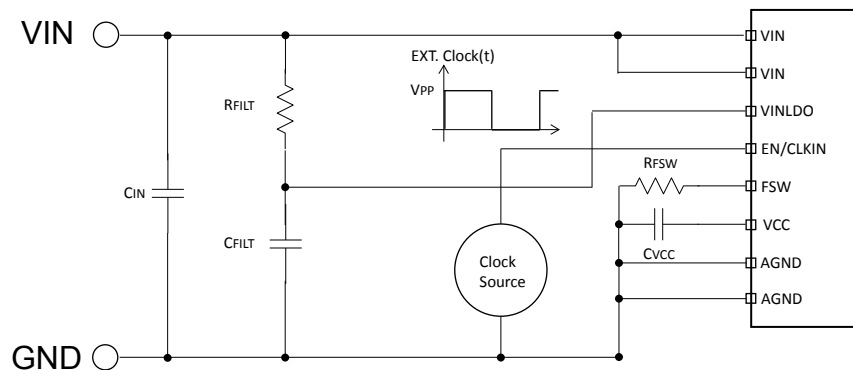 VIN
VIN
EXT. Clock(t)
VIN
VPP
RFILT
VINLDO
EN/CLKIN
RFSW
FSW
CIN
VCC
CFILT
CVCC
Clock
Source
AGND
AGND
GND